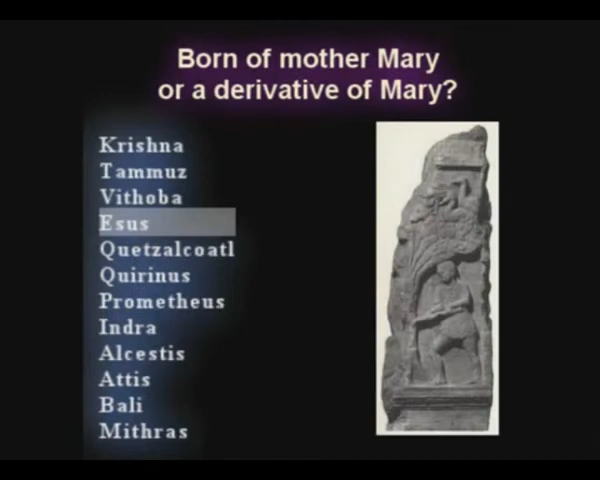 Born of mother Mary
or a derivative of Mary?
Krishna
Tammuz
Vithoba
Esus
Quetzalcoatl
Quirinus
Prometheus
Indra
Alcestis
Attis
Bali
Mithras